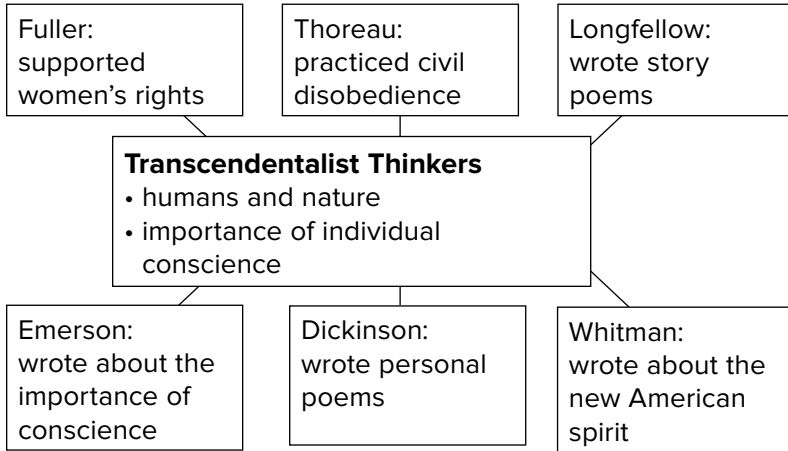 Fuller:
supported
women's rights
Thoreau:
practiced civil
disobedience
Longfellow:
wrote story
poems
Transcendentalist Thinkers
• humans and nature
• importance of individual
conscience
Emerson:
wrote about the
importance of
conscience
Dickinson:
wrote personal
poems
Whitman:
wrote about the
new American
spirit